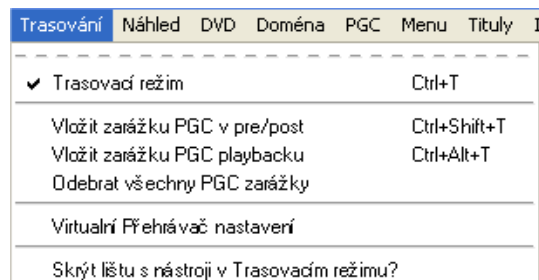 Trasování Náhled DVD Doména PGC Menu Tituly
Trasovací režim Ctrl+T
Vložit zarážku PGC v pre/post Ctrl+Shift+T
Vložit zarážku PGC playbacku Ctrl+Alt+T
Odebrat všechny PGC zarážky
Virtualní Přehrávač nastavení
Skrýt lištu s nástroji v Trasovacím režimu?